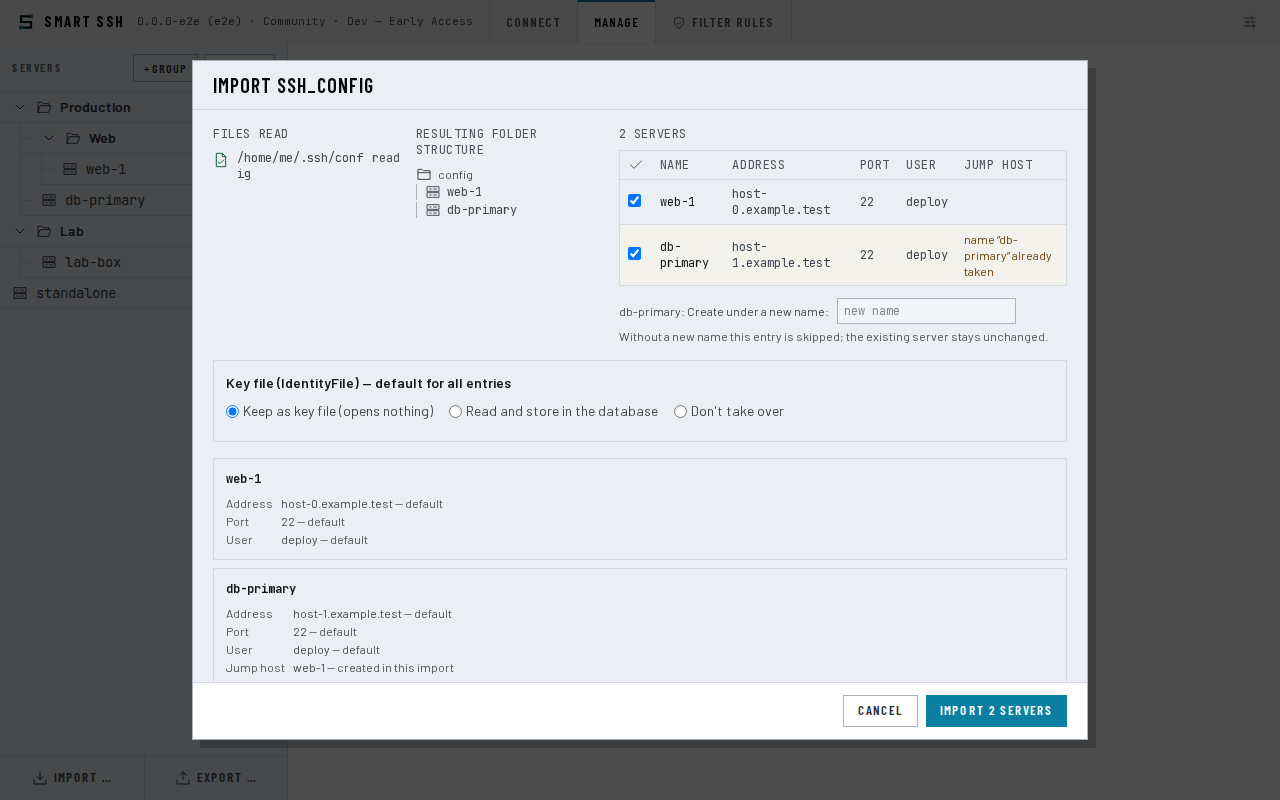 SMART SSH 0.0.0-e2e (e2e) · Community · Dev — Early Access CONNECT MANAGE FILTER RULES
SERVERS
+GROUP
Production
Web
web-1
db-primary
Lab
lab-box
standalone
IMPORT …
EXPORT …
IMPORT SSH_CONFIG
FILES READ
/home/me/.ssh/conf read
ig
RESULTING FOLDER
STRUCTURE
config
web-1
db-primary
2 SERVERS
NAME ADDRESS PORT USER JUMP HOST
web-1 host-
0.example.test 22 deploy
db-
primary host-
1.example.test 22 deploy name "db-
primary" already
taken
db-primary: Create under a new name: new name
Without a new name this entry is skipped; the existing server stays unchanged.
Key file (IdentityFile) — default for all entries
Keep as key file (opens nothing) Read and store in the database Don't take over
web-1
Address host-0.example.test — default
Port 22 — default
User deploy — default
db-primary
Address host-1.example.test — default
Port 22 — default
User deploy — default
Jump host web-1 — created in this import
CANCEL IMPORT 2 SERVERS